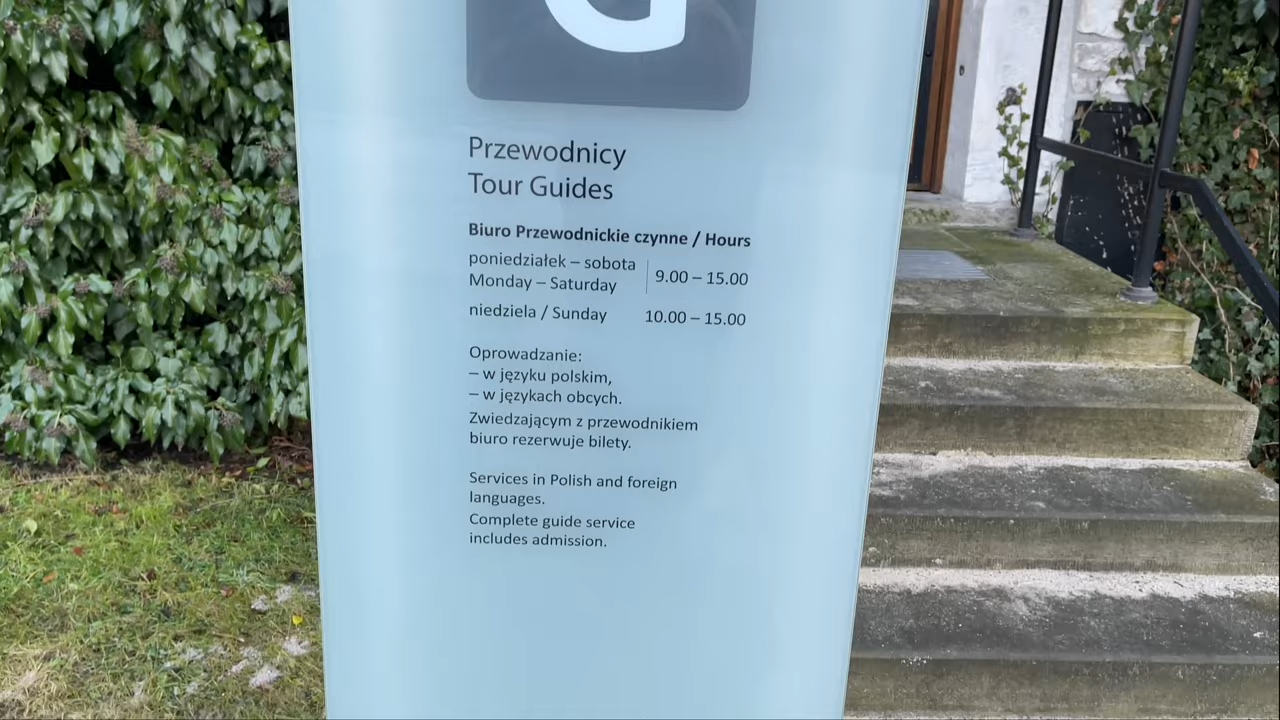 Przewodnicy
Tour Guides
Biuro Przewodnickie czynne / Hours
poniedziałek – sobota
Monday – Saturday
9.00 – 15.00
niedziela / Sunday 10.00 – 15.00
Oprowadzanie:
– w języku polskim,
– w językach obcych.
Zwiedzającym z przewodnikiem
biuro rezerwuje bilety.
Services in Polish and foreign
languages.
Complete guide service
includes admission.